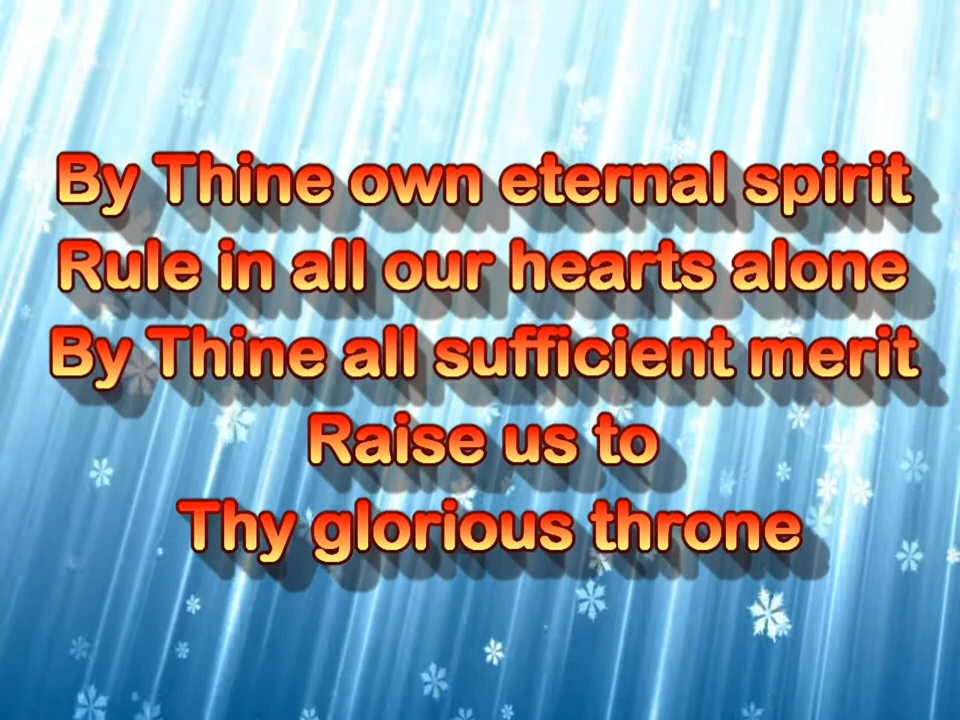 By Thine own eternal spirit
Rule in all our hearts alone
By Thine all sufficient merit
Raise us to
Thy glorious throne